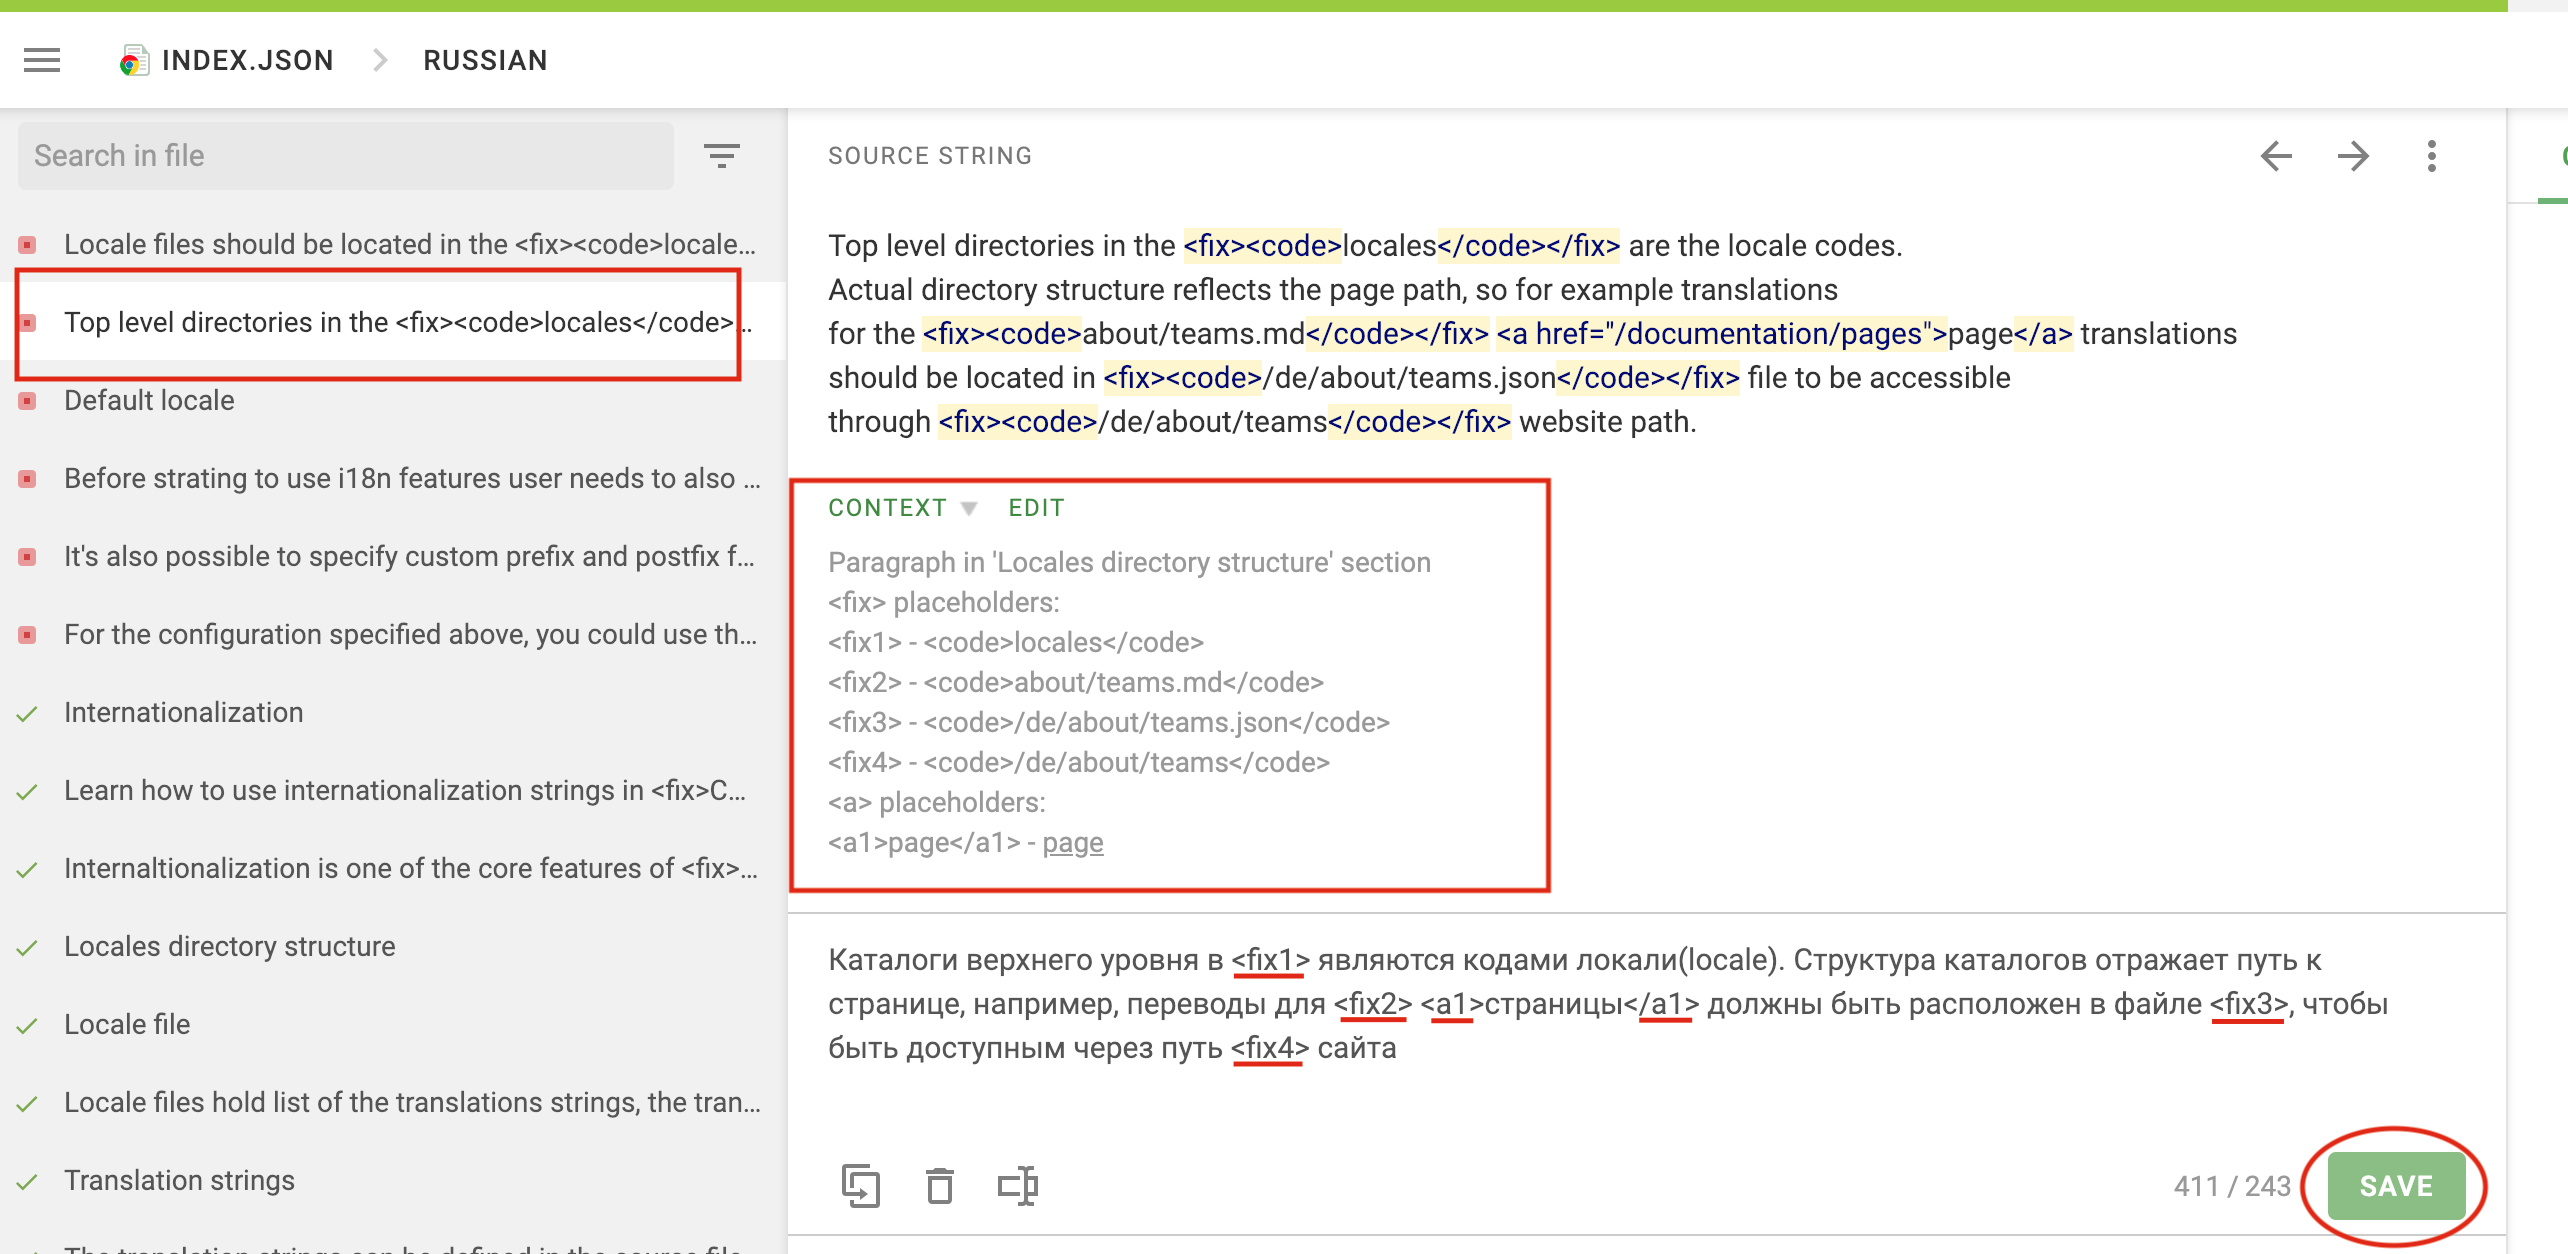 INDEX.JSON > RUSSIAN
Search in file
Locale files should be located in the <fix><code>locale...
Top level directories in the <fix><code>locales</code>...
Default locale
Before strating to use i18n features user needs to also ...
It's also possible to specify custom prefix and postfix f...
For the configuration specified above, you could use th...
Internationalization
Learn how to use internationalization strings in <fix>C...
Internaltionalization is one of the core features of <fix>...
Locales directory structure
Locale file
Locale files hold list of the translations strings, the tran...
Translation strings
SOURCE STRING
Top level directories in the <fix><code>locales</code></fix> are the locale codes.
Actual directory structure reflects the page path, so for example translations
for the <fix><code>about/teams.md</code></fix> <a href="/documentation/pages">page</a> translations
should be located in <fix><code>/de/about/teams.json</code></fix> file to be accessible
through <fix><code>/de/about/teams</code></fix> website path.
CONTEXT EDIT
Paragraph in 'Locales directory structure' section
<fix> placeholders:
<fix1> - <code>locales</code>
<fix2> - <code>about/teams.md</code>
<fix3> - <code>/de/about/teams.json</code>
<fix4> - <code>/de/about/teams</code>
<a> placeholders:
<a1>page</a1> - page
Каталоги верхнего уровня в <fix1> являются кодами локали(locale). Структура каталогов отражает путь к
странице, например, переводы для <fix2> <a1>страницы</a1> должны быть расположен в файле <fix3>, чтобы
быть доступным через путь <fix4> сайта
411 / 243
SAVE